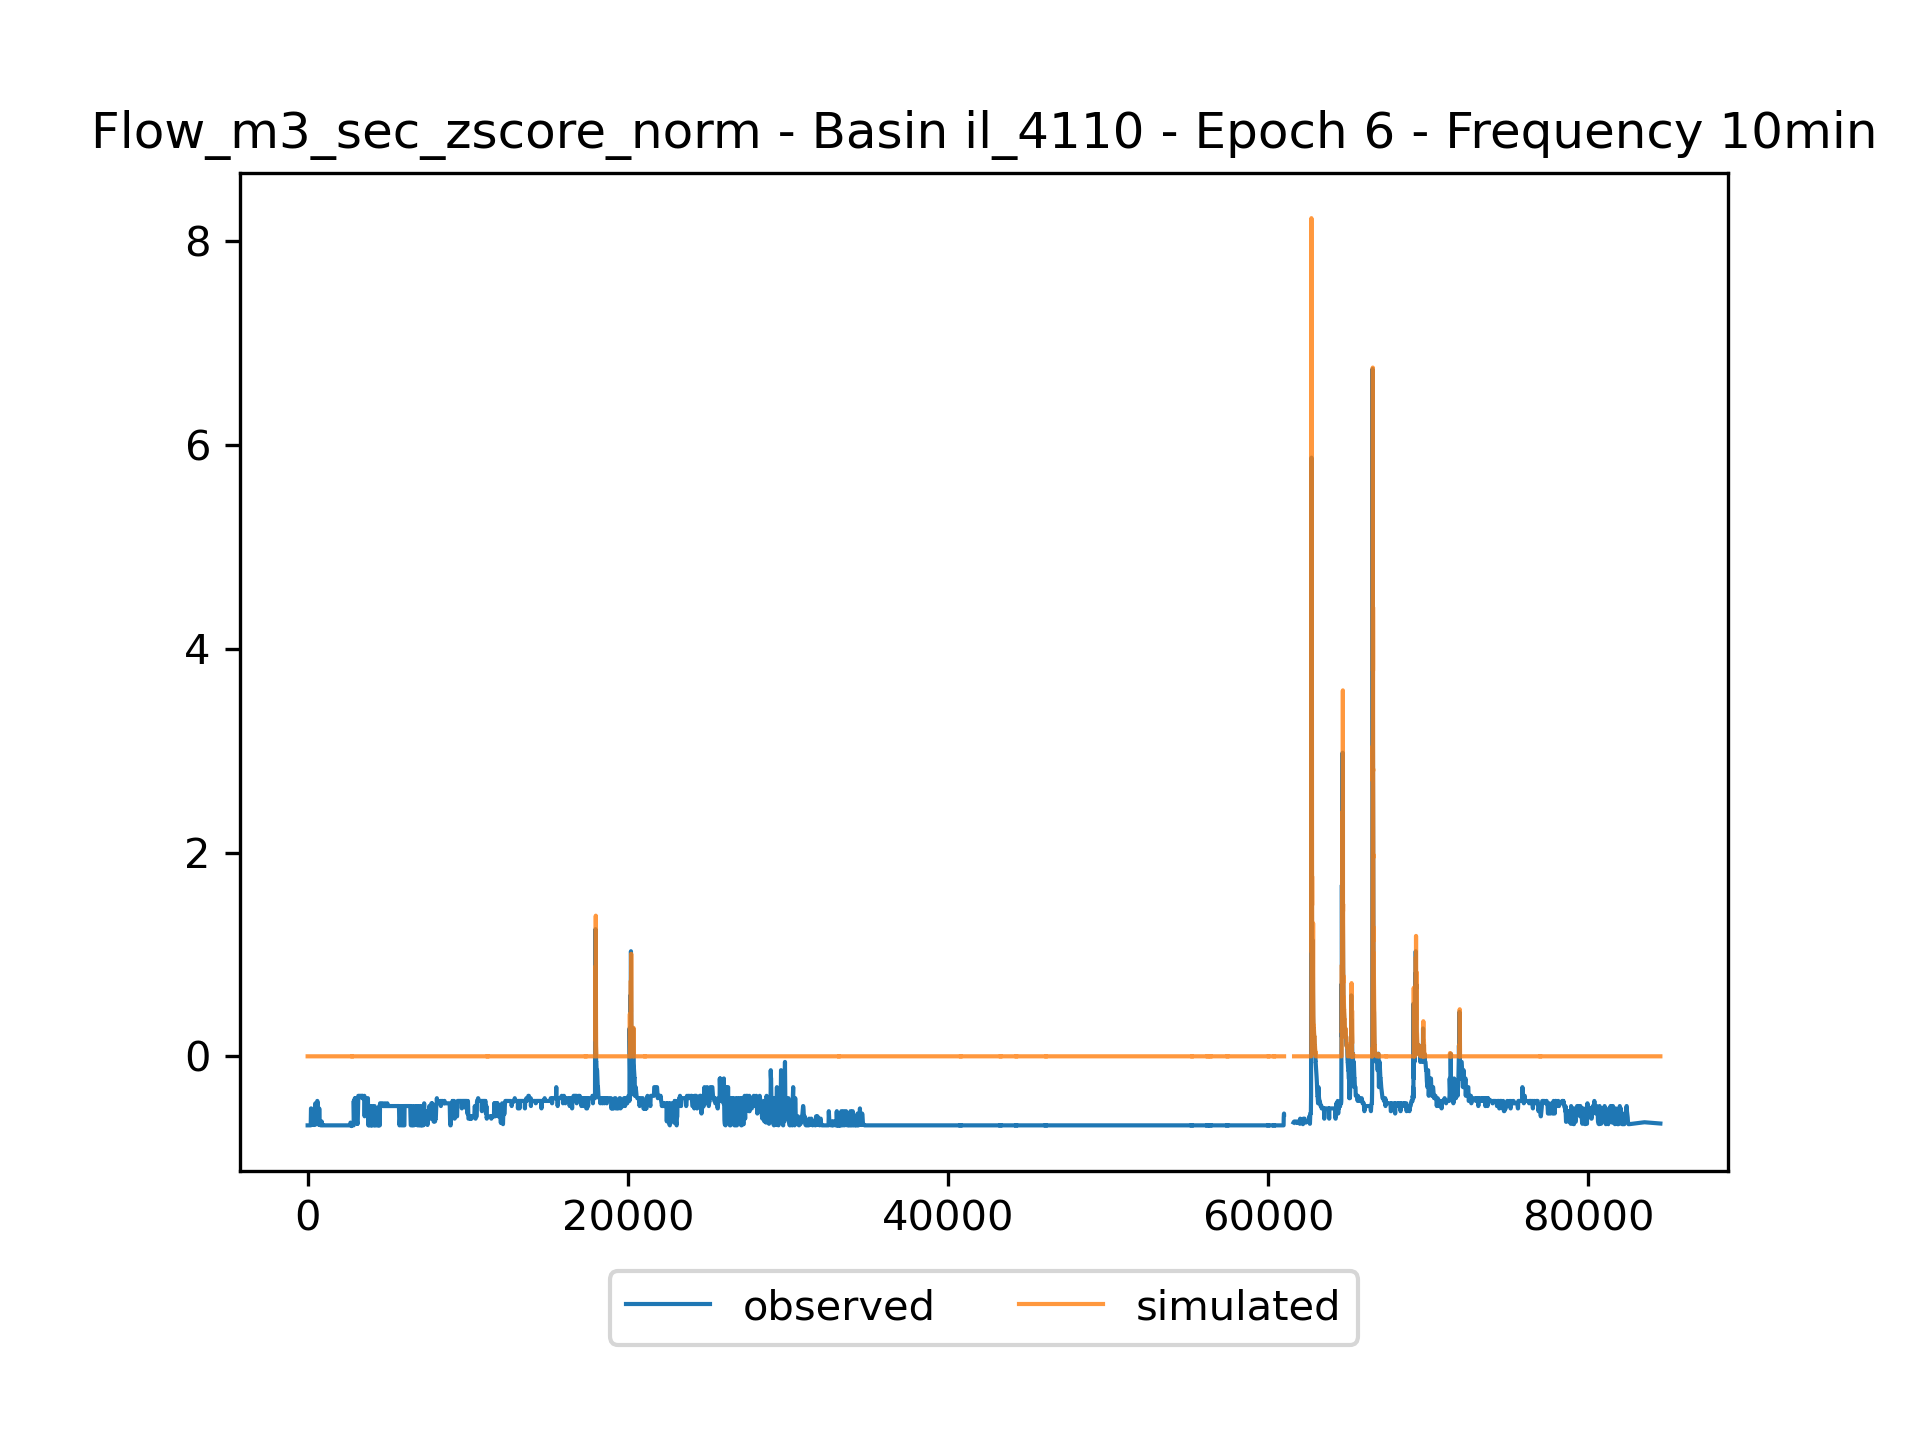 Flow_m3_sec_zscore_norm - Basin il_4110 - Epoch 6 - Frequency 10min
8
6
4
2
0
0 20000 40000 60000 80000
observed simulated